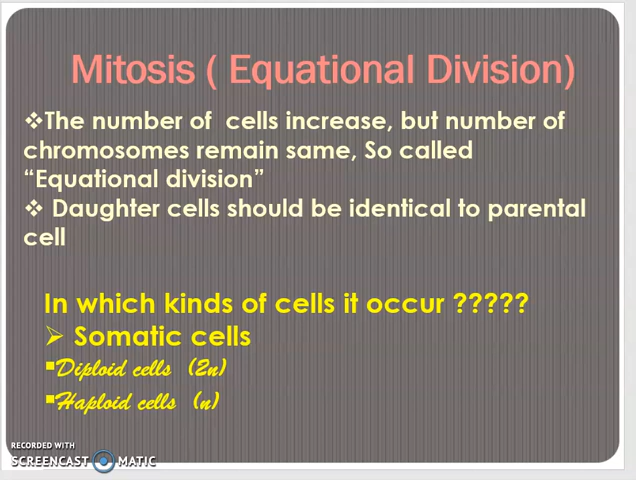 Mitosis ( Equational Division)
❖The number of cells increase, but number of
chromosomes remain same, So called
“Equational division”
❖ Daughter cells should be identical to parental
cell
In which kinds of cells it occur ?????
➢ Somatic cells
▪Diploid cells (2n)
▪Haploid cells (n)
RECORDED WITH
SCREENCAST MATIC